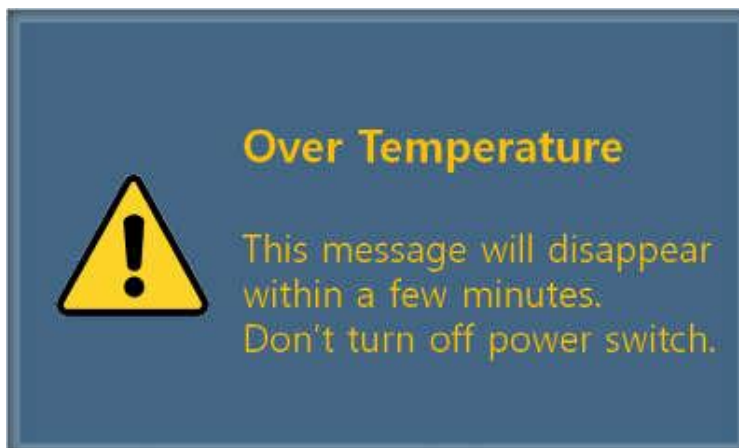 Over Temperature
This message will disappear
within a few minutes.
Don't turn off power switch.